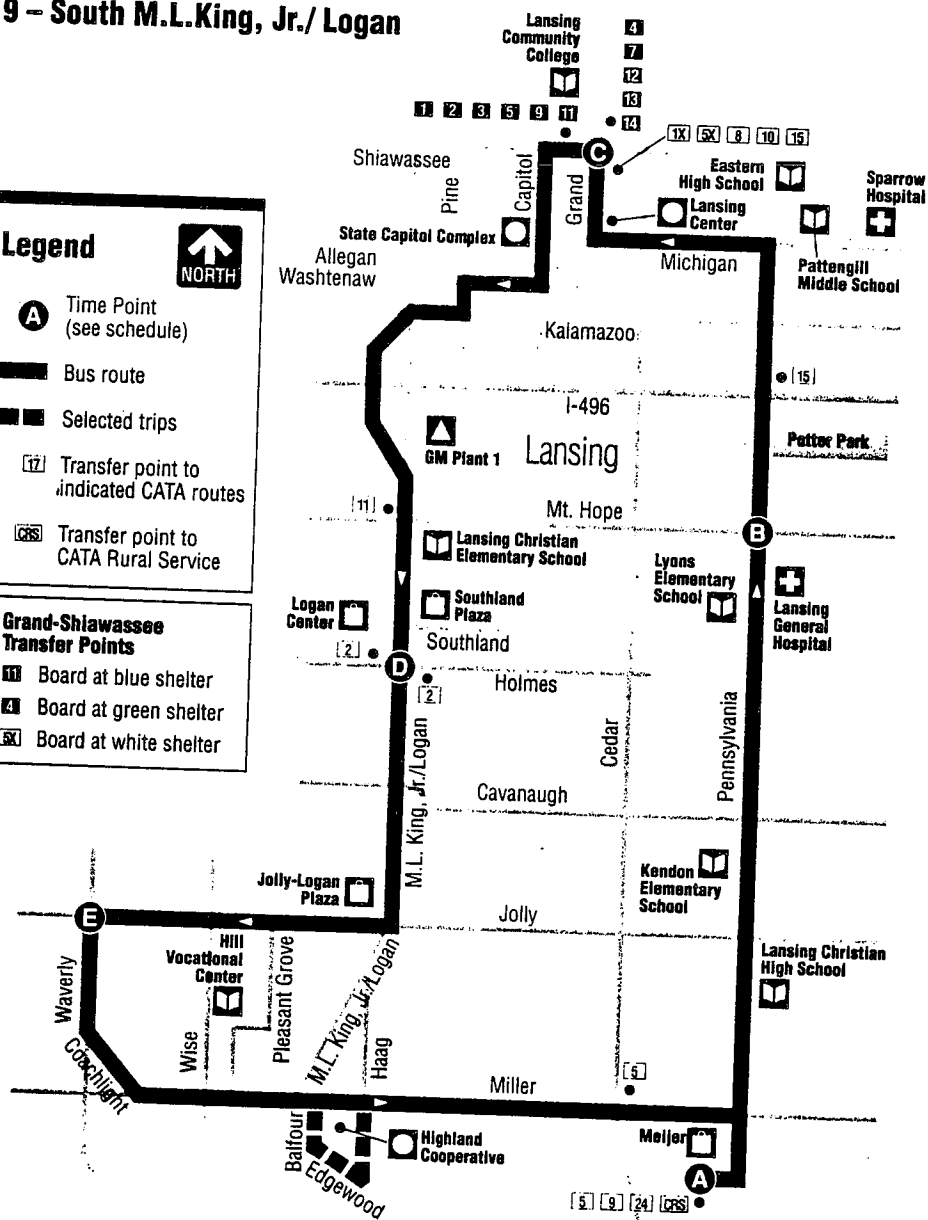 9 – South M.L.King, Jr./ Logan
Lansing
Community
College
4
7
12
13
14
1 2 3 5 9 11
C
1X 5X 8 10 15
Shiawassee
Pine
Capitol
Grand
Eastern
High School
Sparrow
Hospital
Lansing
Center
State Capitol Complex
Allegan
Washtenaw
Michigan
Pattengill
Middle School
Kalamazoo
15
I-496
GM Plant 1
Lansing
Potter Park
11
Mt. Hope
B
Lansing Christian
Elementary School
Lyons
Elementary
School
Lansing
General
Hospital
Logan
Center
Southland
Plaza
Southland
2
D
2
Holmes
M.L. King, Jr./Logan
Cedar
Pennsylvania
Cavanaugh
Jolly-Logan
Plaza
Kendon
Elementary
School
E
Jolly
Hill
Vocational
Center
Lansing Christian
High School
Waverly
Coachlight
Wise
Pleasant Grove
M.L. King, Jr./Logan
Haag
Miller
5
Balfour
Edgewood
Highland
Cooperative
Meijer
A
5 9 24 CRS
Legend
NORTH
A
Time Point
(see schedule)
Bus route
Selected trips
17
Transfer point to
indicated CATA routes
CRS
Transfer point to
CATA Rural Service
Grand-Shiawassee
Transfer Points
11 Board at blue shelter
4 Board at green shelter
5X Board at white shelter